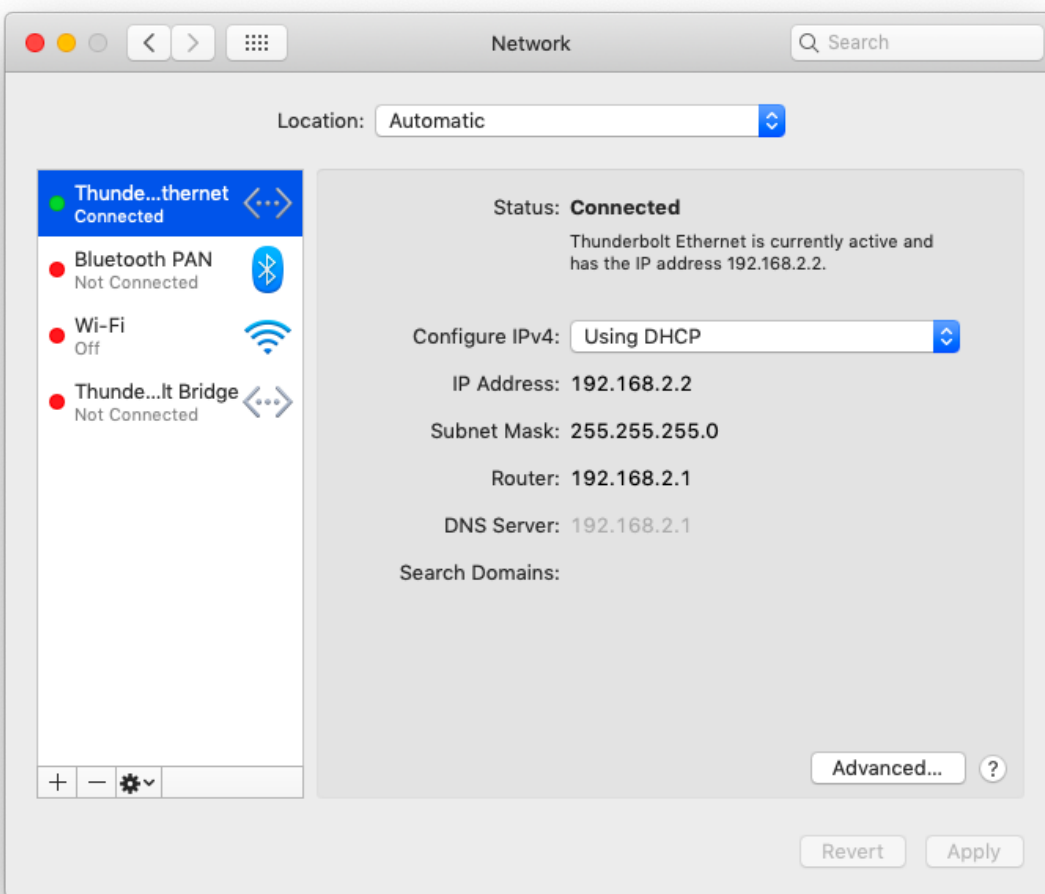 Network
Search
Location: Automatic
Thunde...thernet
Connected
Bluetooth PAN
Not Connected
Wi-Fi
Off
Thunde...lt Bridge
Not Connected
Status: Connected
Thunderbolt Ethernet is currently active and
has the IP address 192.168.2.2.
Configure IPv4: Using DHCP
IP Address: 192.168.2.2
Subnet Mask: 255.255.255.0
Router: 192.168.2.1
DNS Server: 192.168.2.1
Search Domains:
Advanced... ?
Revert Apply